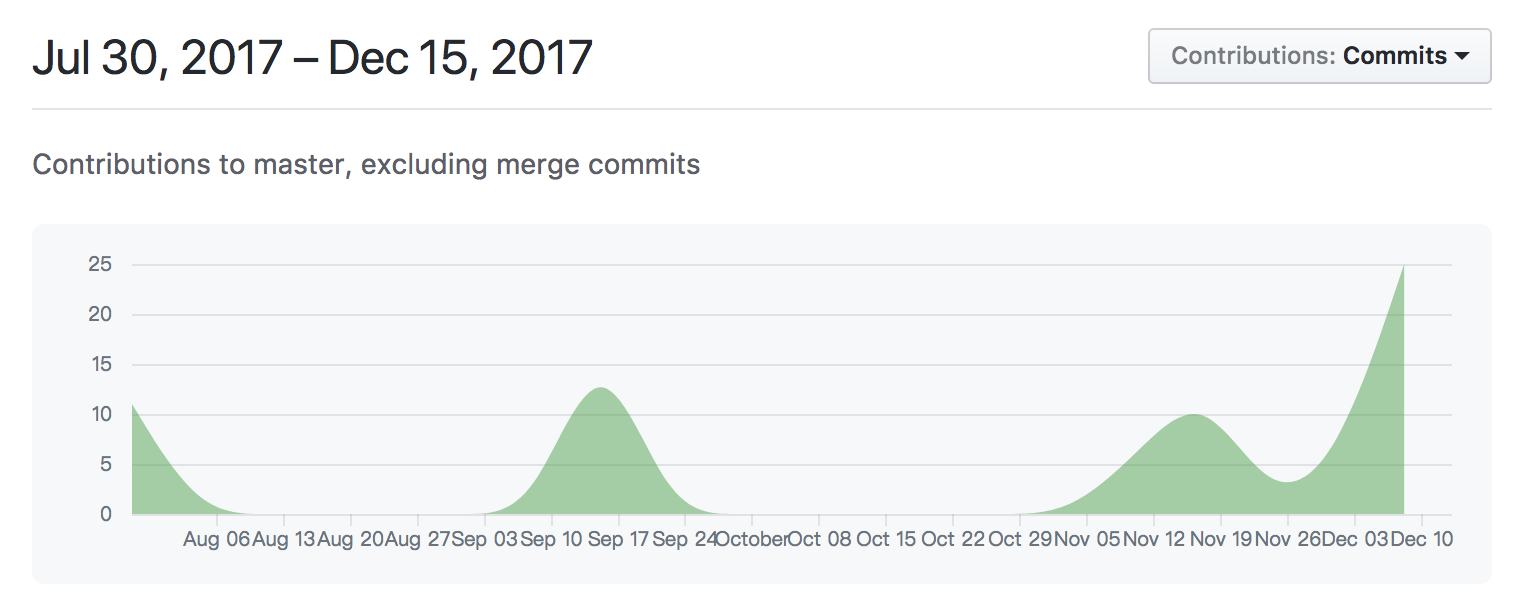 Jul 30, 2017 – Dec 15, 2017
Contributions: Commits
Contributions to master, excluding merge commits
25
20
15
10
5
0
Aug 06 Aug 13 Aug 20 Aug 27 Sep 03 Sep 10 Sep 17 Sep 24 October Oct 08 Oct 15 Oct 22 Oct 29 Nov 05 Nov 12 Nov 19 Nov 26 Dec 03 Dec 10